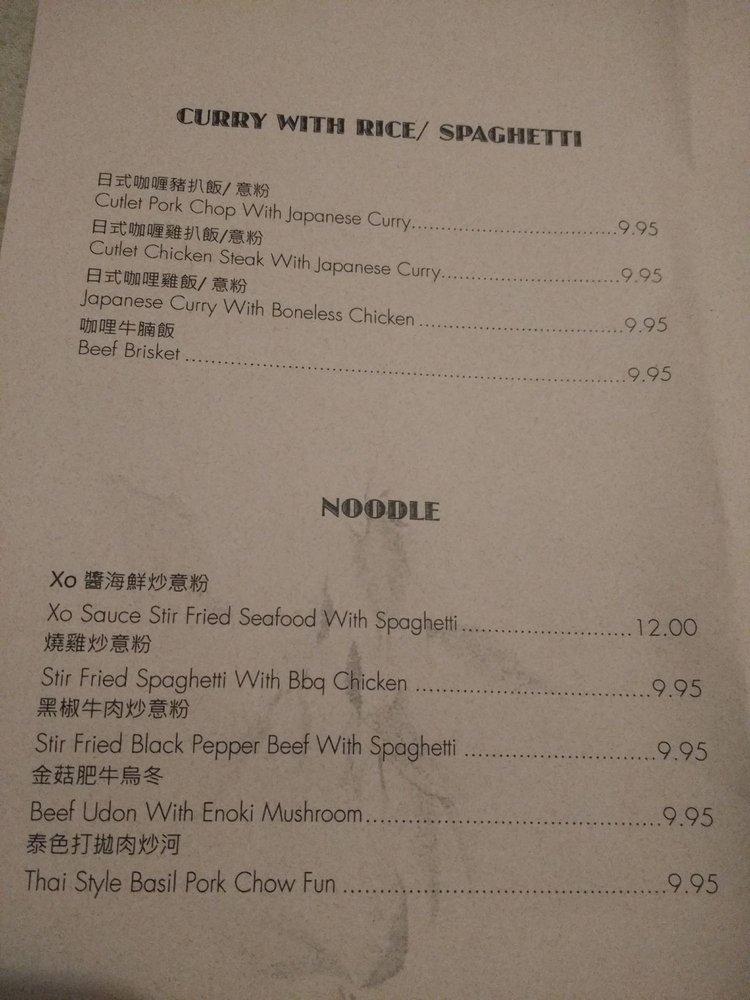 CURRY WITH RICE/ SPAGHETTI
日式咖喱豬扒飯/ 意粉
Cutlet Pork Chop With Japanese Curry..............................9.95
日式咖喱雞扒飯/意粉
Cutlet Chicken Steak With Japanese Curry..........................9.95
日式咖哩雞飯/ 意粉
Japanese Curry With Boneless Chicken ..............................9.95
咖哩牛腩飯
Beef Brisket ................................................................9.95
NOODLE
Xo 醬海鮮炒意粉
Xo Sauce Stir Fried Seafood With Spaghetti.......................12.00
燒雞炒意粉
Stir Fried Spaghetti With Bbq Chicken ................................9.95
黑椒牛肉炒意粉
Stir Fried Black Pepper Beef With Spaghetti ..........................9.95
金菇肥牛烏冬
Beef Udon With Enoki Mushroom........................................9.95
泰色打拋肉炒河
Thai Style Basil Pork Chow Fun ............................................9.95